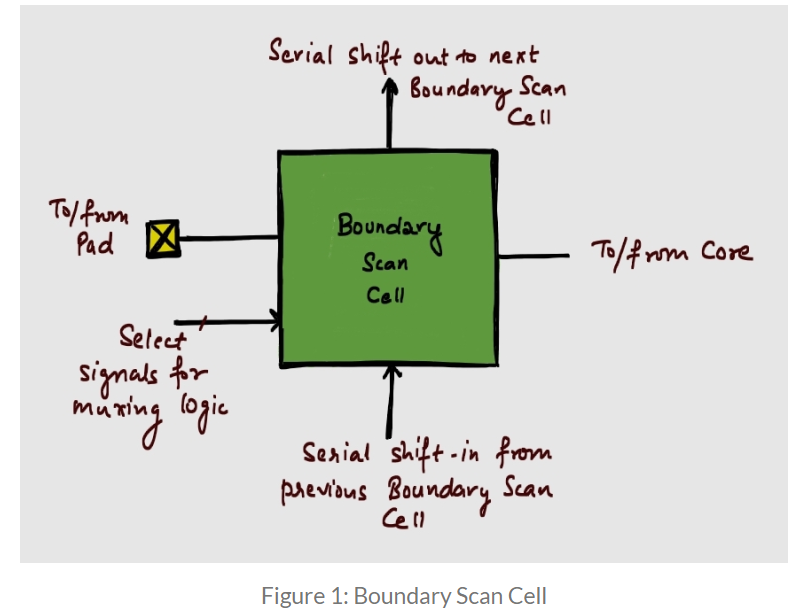 Serial shift out to next
Boundary Scan
Cell
To/from
Pad
Boundary
Scan
Cell
To/from Core
Select
signals for
muxing logic
Serial shift-in from
previous Boundary Scan
Cell
Figure 1: Boundary Scan Cell